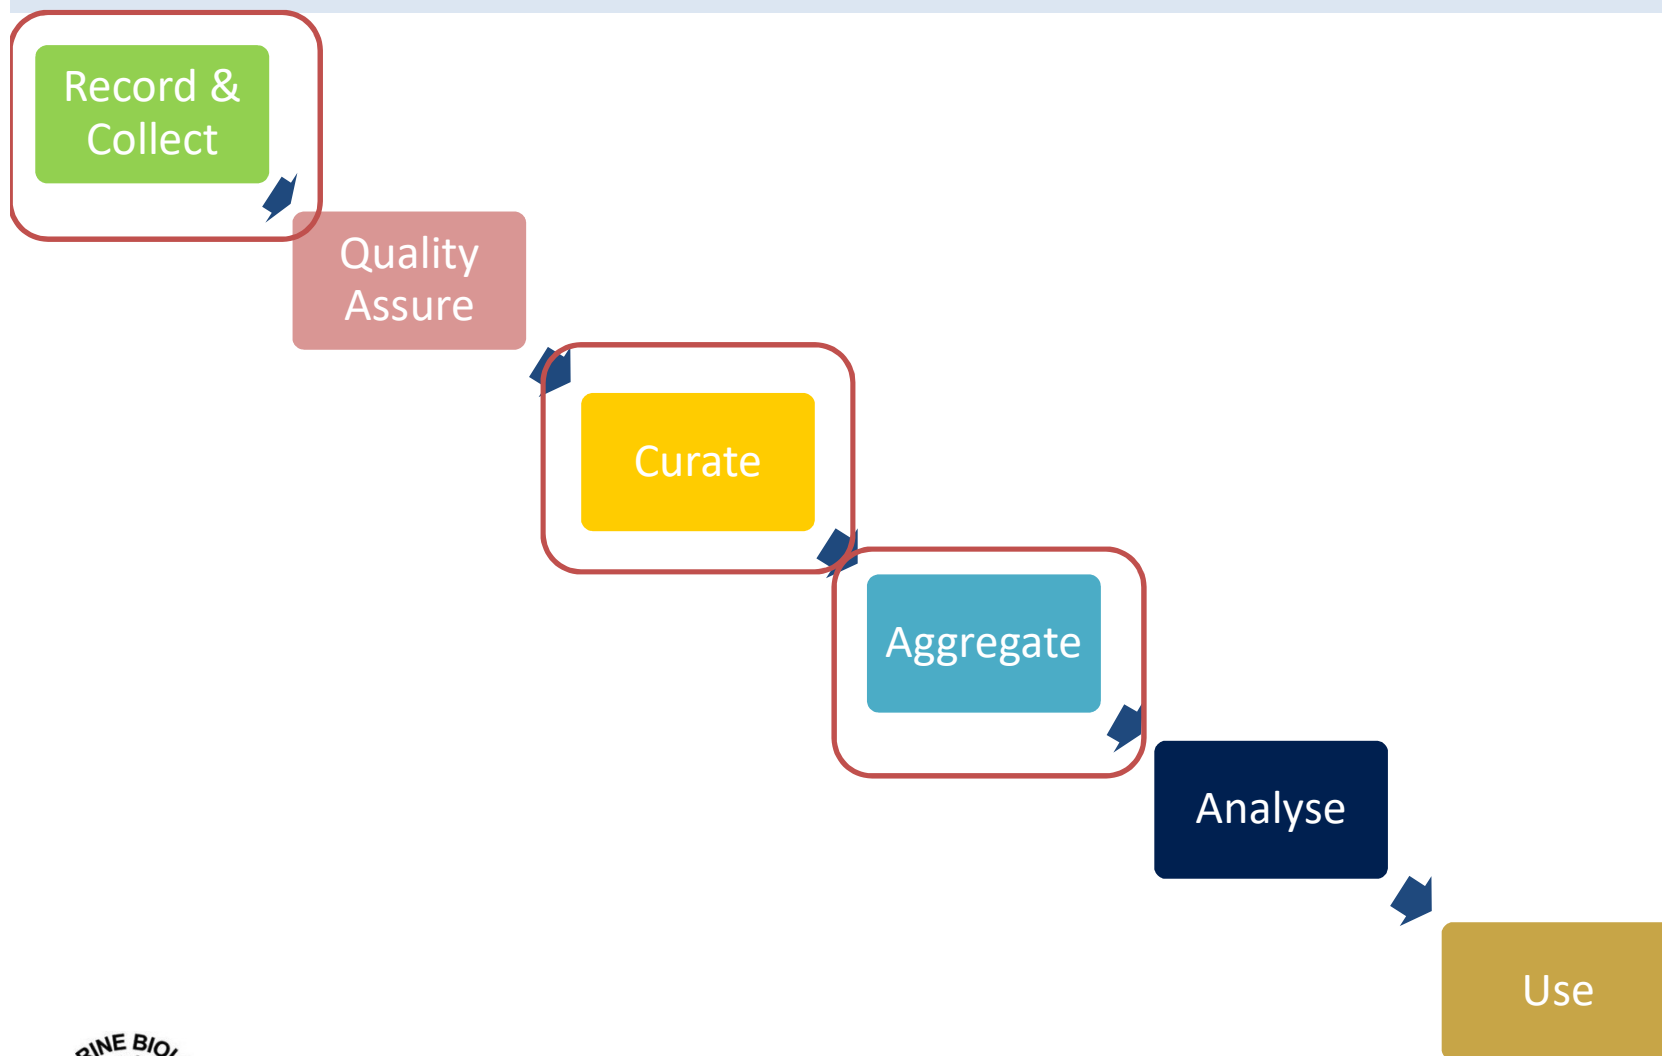 Record &
Collect
Quality
Assure
Curate
Aggregate
Analyse
Use